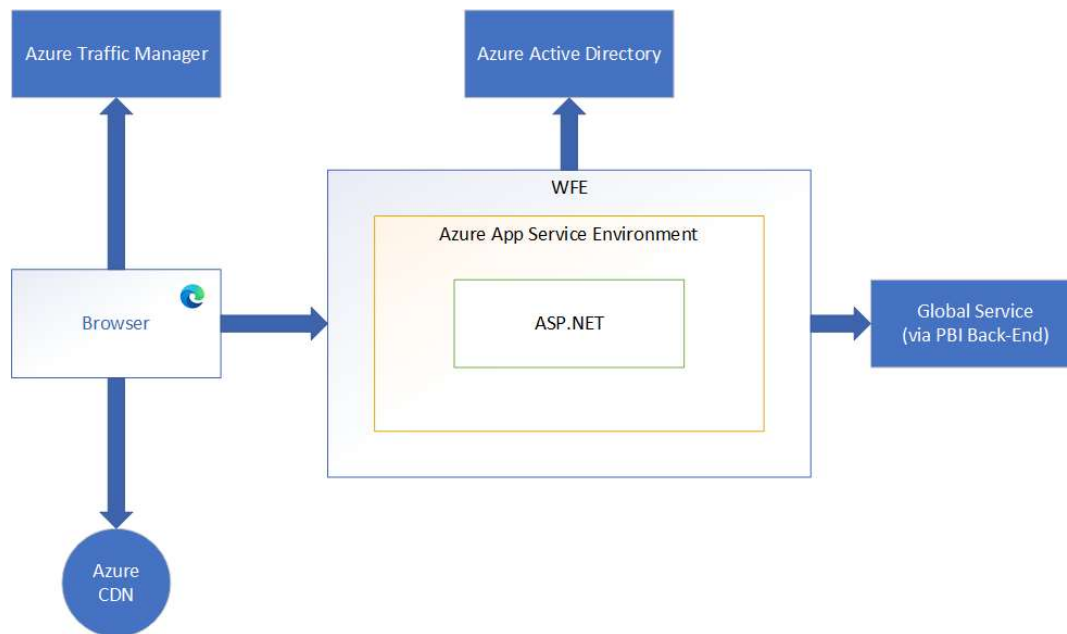 Azure Traffic Manager
Azure Active Directory
WFE
Azure App Service Environment
Browser
ASP.NET
Global Service
(via PBI Back-End)
Azure
CDN